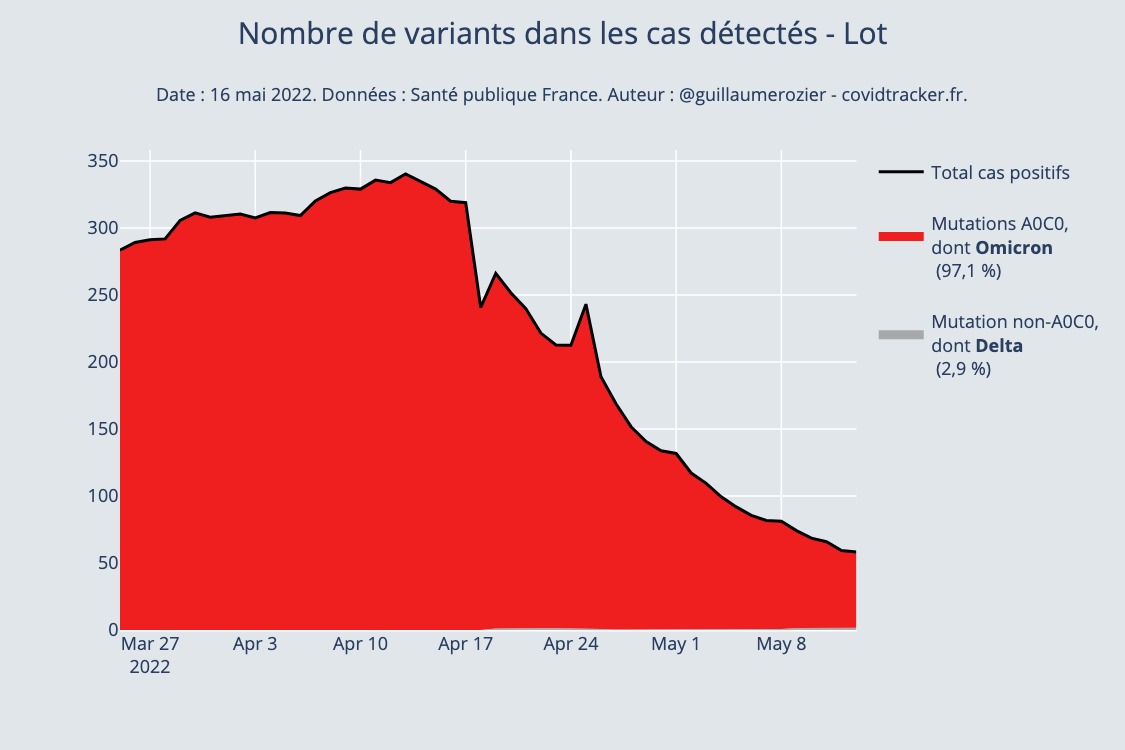 Nombre de variants dans les cas détectés - Lot
Date : 16 mai 2022. Données : Santé publique France. Auteur : @guillaumerozier - covidtracker.fr.
350
300
250
200
150
100
50
0
Mar 27
2022
Apr 3
Apr 10
Apr 17
Apr 24
May 1
May 8
Total cas positifs
Mutations A0C0,
dont Omicron
(97,1 %)
Mutation non-A0C0,
dont Delta
(2,9 %)